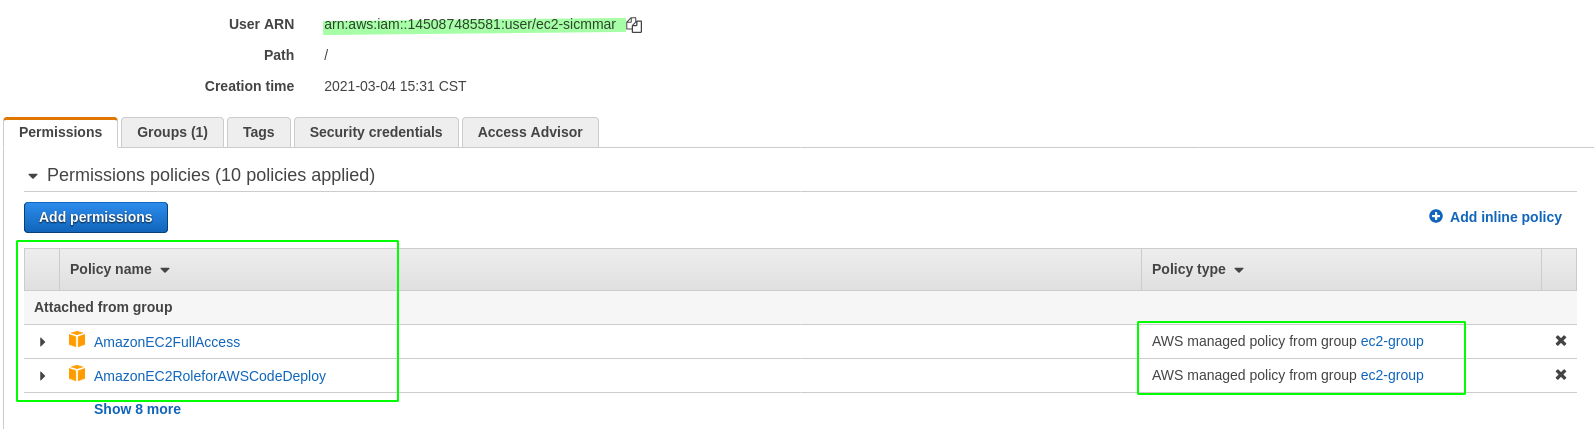 User ARN arn:aws:iam::145087485581:user/ec2-sicmmar
Path /
Creation time 2021-03-04 15:31 CST
Permissions Groups (1) Tags Security credentials Access Advisor
Permissions policies (10 policies applied)
Add permissions Add inline policy
Policy name Policy type
Attached from group
AmazonEC2FullAccess AWS managed policy from group ec2-group
AmazonEC2RoleforAWSCodeDeploy AWS managed policy from group ec2-group
Show 8 more